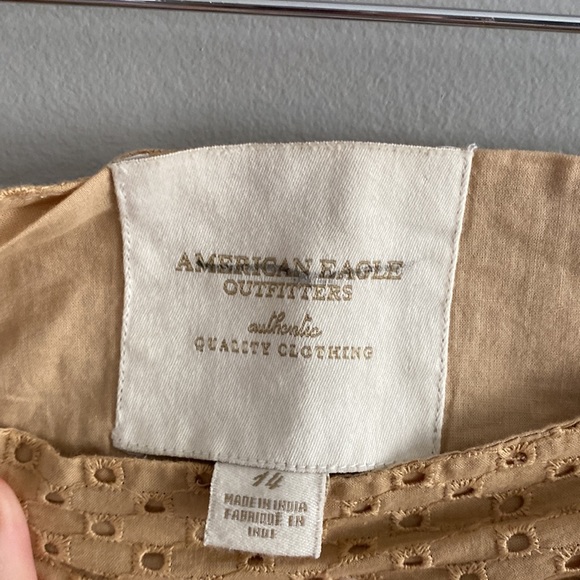 AMERICAN EAGLE
OUTFITTERS
authentic
QUALITY CLOTHING
14
MADE IN INDIA
FABRIQUÉ EN
INDE